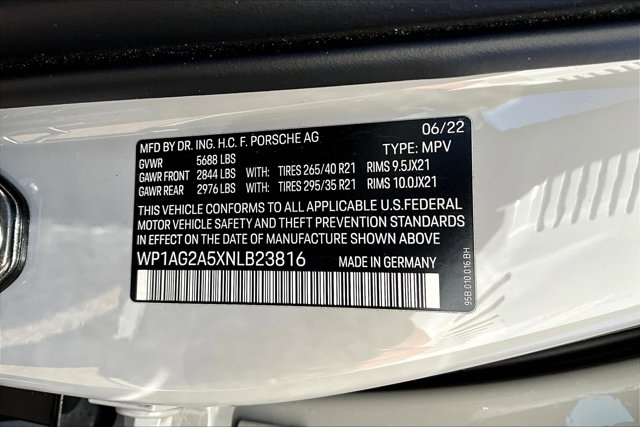 06/22
MFD BY DR. ING. H.C. F. PORSCHE AG TYPE: MPV
GVWR 5688 LBS
GAWR FRONT 2844 LBS WITH: TIRES 265/40 R21 RIMS 9.5JX21
GAWR REAR 2976 LBS WITH: TIRES 295/35 R21 RIMS 10.0JX21
THIS VEHICLE CONFORMS TO ALL APPLICABLE U.S.FEDERAL
MOTOR VEHICLE SAFETY AND THEFT PREVENTION STANDARDS
IN EFFECT ON THE DATE OF MANUFACTURE SHOWN ABOVE
WP1AG2A5XNLB23816 MADE IN GERMANY
95B.010.016 BH